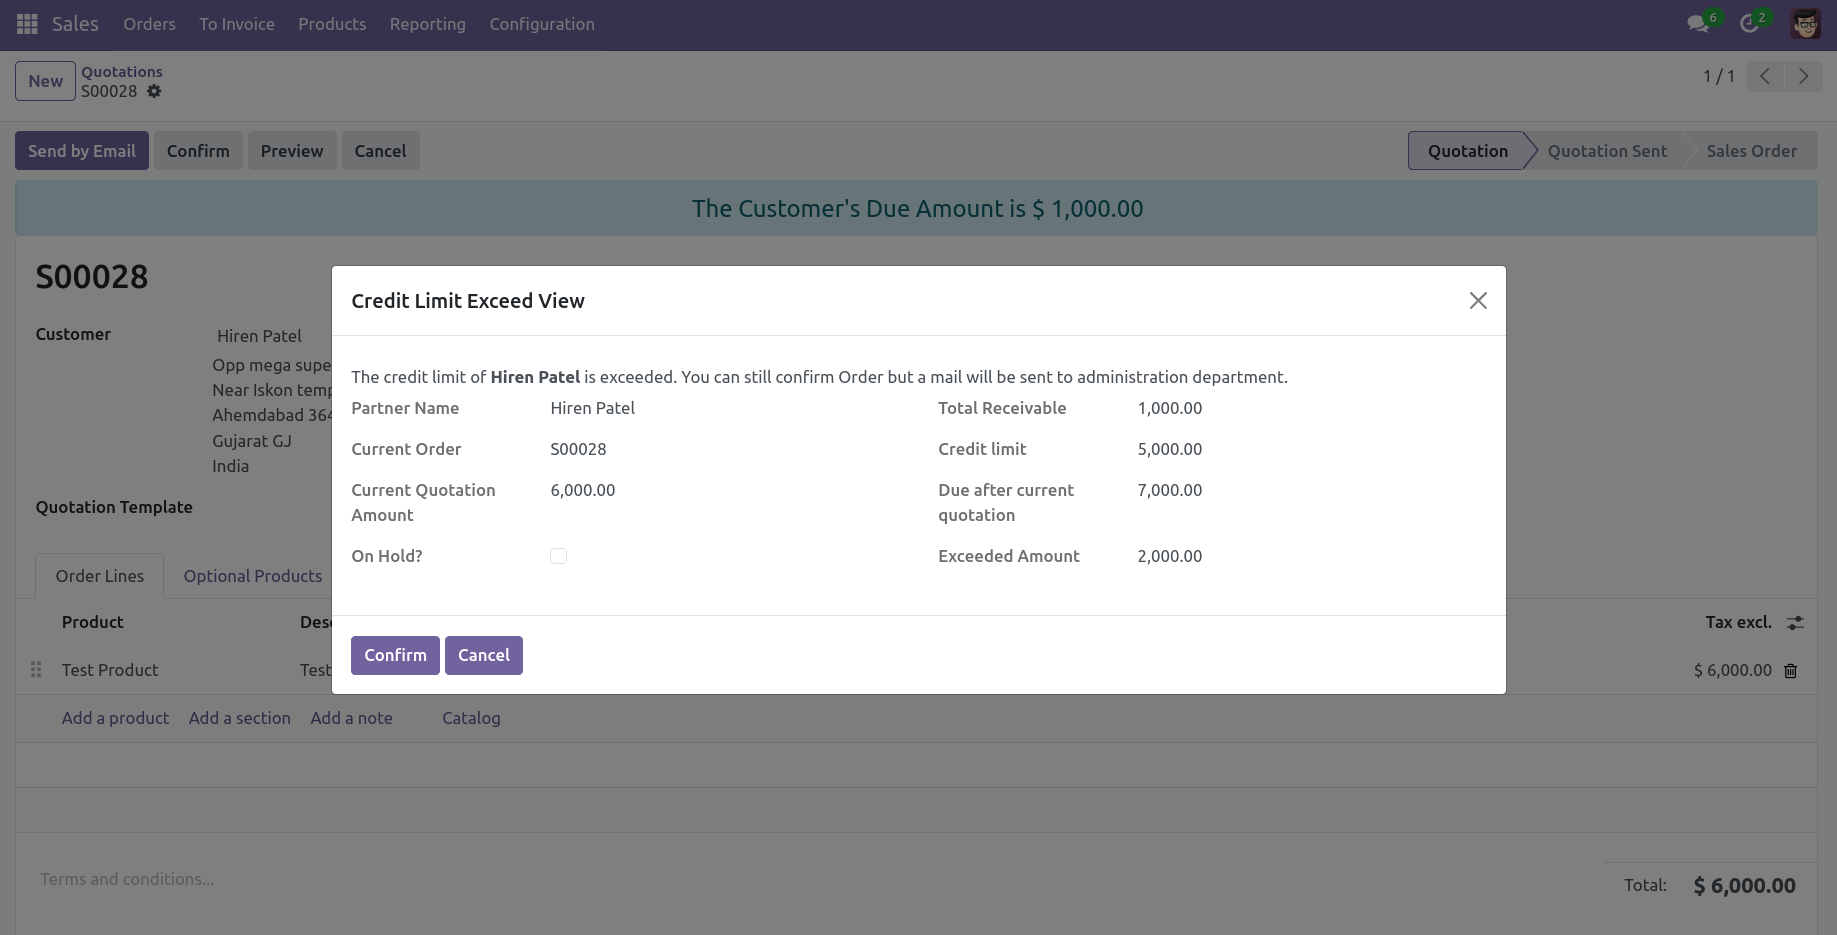 Sales Orders To Invoice Products Reporting Configuration 6 2
New Quotations
S00028
1 / 1
Send by Email Confirm Preview Cancel Quotation Quotation Sent Sales Order
The Customer's Due Amount is $ 1,000.00
S00028
Credit Limit Exceed View
Customer Hiren Patel
Opp mega supe
Near Iskon temp
Ahemdabad 364
Gujarat GJ
India
Quotation Template
The credit limit of Hiren Patel is exceeded. You can still confirm Order but a mail will be sent to administration department.
Partner Name Hiren Patel Total Receivable 1,000.00
Current Order S00028 Credit limit 5,000.00
Current Quotation Amount 6,000.00 Due after current quotation 7,000.00
On Hold? Exceeded Amount 2,000.00
Confirm Cancel
Order Lines Optional Products
Product Desc Tax excl.
Test Product Test $ 6,000.00
Add a product Add a section Add a note Catalog
Terms and conditions...
Total: $ 6,000.00